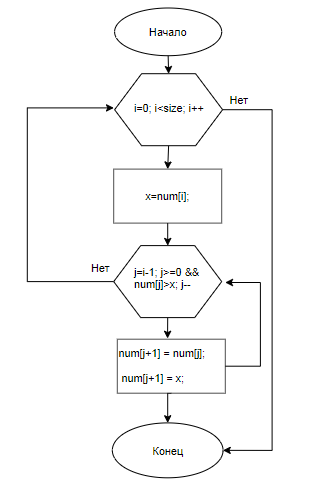 Начало
i=0; i<size; i++
Нет
x=num[i];
Нет
j=i-1; j>=0 &&
num[j]>x; j--
num[j+1] = num[j];
num[j+1] = x;
Конец